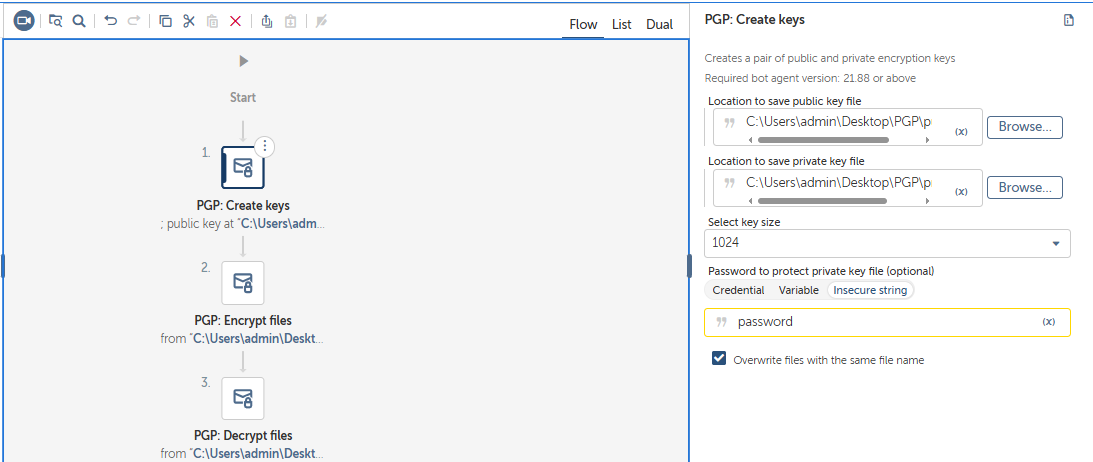 Flow List Dual
Start
1.
PGP: Create keys
; public key at "C:\Users\adm...
2.
PGP: Encrypt files
from "C:\Users\admin\Deskt...
3.
PGP: Decrypt files
from "C:\Users\admin\Deskt...
PGP: Create keys
Creates a pair of public and private encryption keys
Required bot agent version: 21.88 or above
Location to save public key file
C:\Users\admin\Desktop\PGP\p (x) Browse...
Location to save private key file
C:\Users\admin\Desktop\PGP\p (x) Browse...
Select key size
1024
Password to protect private key file (optional)
Credential Variable Insecure string
password (x)
Overwrite files with the same file name